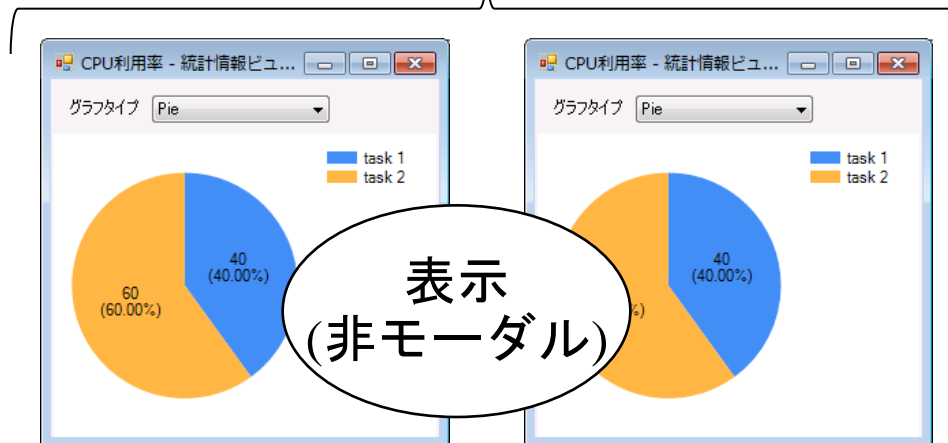 CPU利用率 - 統計情報ビュ...
グラフタイプ Pie
task 1
task 2
40
(40.00%)
60
(60.00%)
CPU利用率 - 統計情報ビュ...
グラフタイプ Pie
task 1
task 2
40
(40.00%)
%)
表示
(非モーダル)